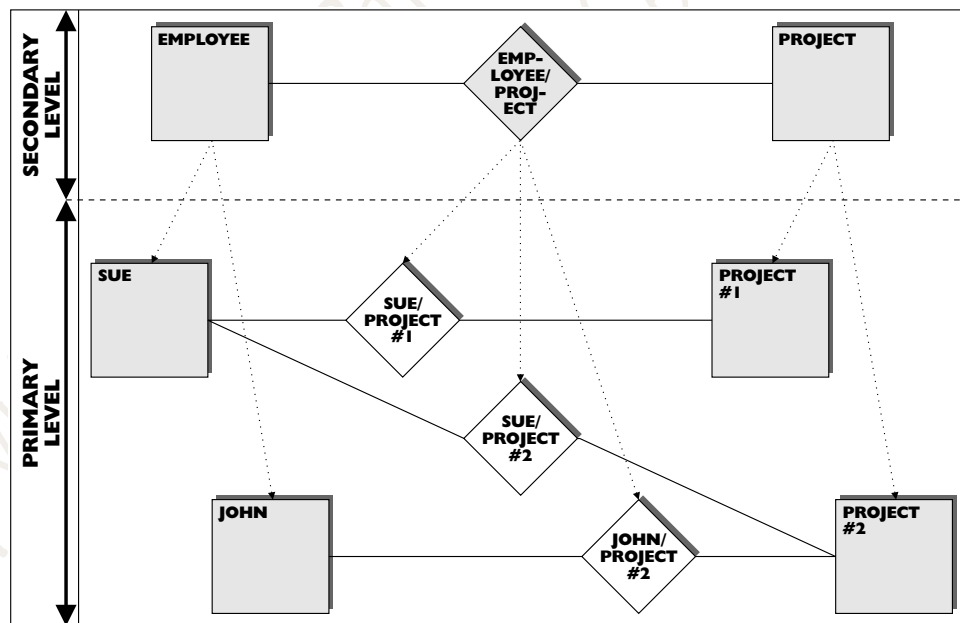 SECONDARY
LEVEL
EMPLOYEE
EMP-
LOYEE/
PROJ-
ECT
PROJECT
PRIMARY
LEVEL
SUE
SUE/
PROJECT
#1
PROJECT
#1
SUE/
PROJECT
#2
JOHN
JOHN/
PROJECT
#2
PROJECT
#2